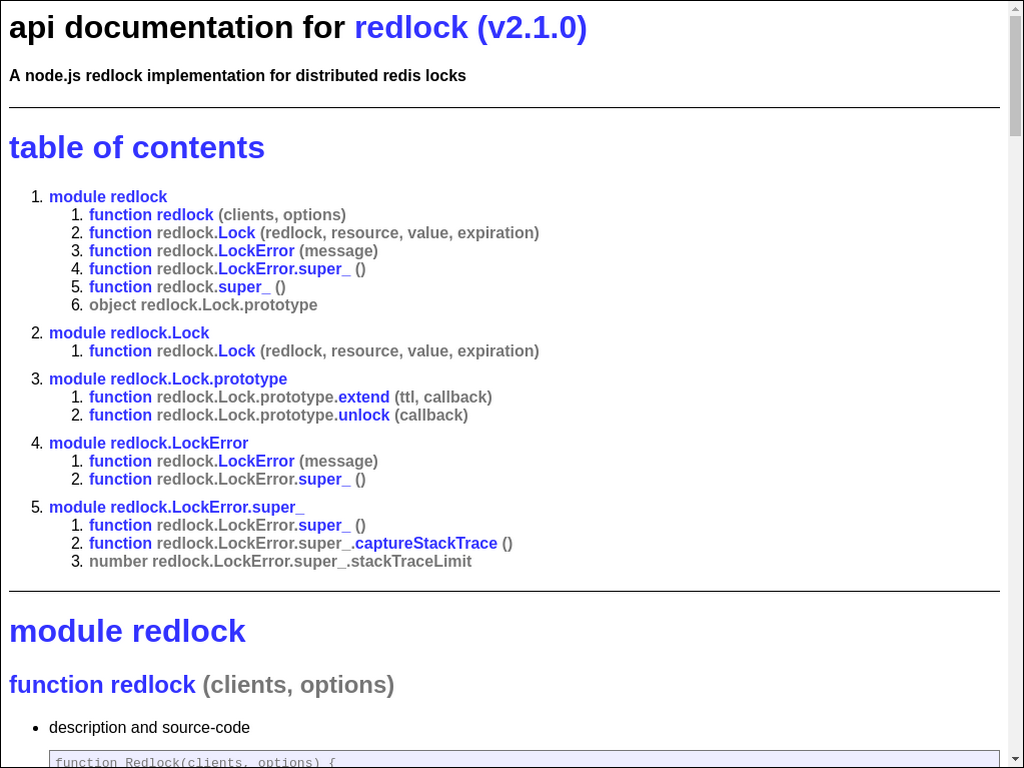 api documentation for redlock (v2.1.0)
A node.js redlock implementation for distributed redis locks
table of contents
1. module redlock
1. function redlock (clients, options)
2. function redlock.Lock (redlock, resource, value, expiration)
3. function redlock.LockError (message)
4. function redlock.LockError.super_ ()
5. function redlock.super_ ()
6. object redlock.Lock.prototype
2. module redlock.Lock
1. function redlock.Lock (redlock, resource, value, expiration)
3. module redlock.Lock.prototype
1. function redlock.Lock.prototype.extend (ttl, callback)
2. function redlock.Lock.prototype.unlock (callback)
4. module redlock.LockError
1. function redlock.LockError (message)
2. function redlock.LockError.super_ ()
5. module redlock.LockError.super_
1. function redlock.LockError.super_ ()
2. function redlock.LockError.super_.captureStackTrace ()
3. number redlock.LockError.super_.stackTraceLimit
module redlock
function redlock (clients, options)
• description and source-code
function Redlock(clients, options) {